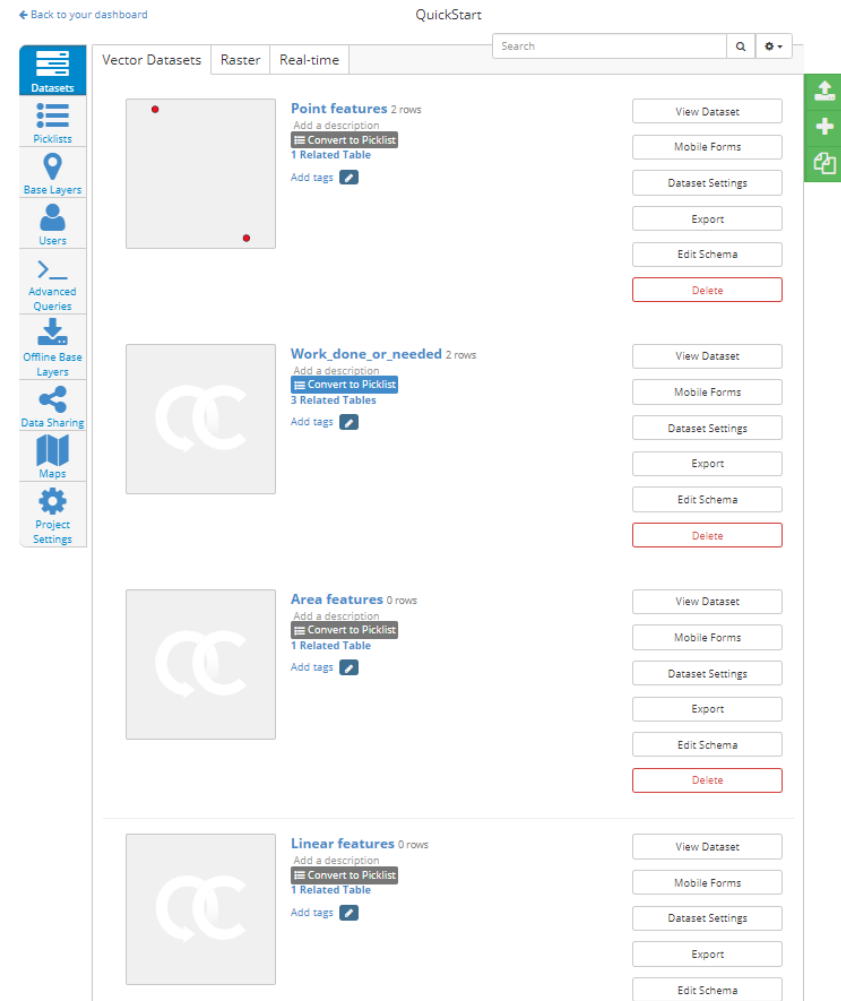 Back to your dashboard
QuickStart
Search
Vector Datasets
Raster
Real-time
Datasets
Picklists
Base Layers
Users
Advanced
Queries
Offline Base
Layers
Data Sharing
Maps
Project
Settings
Point features 2 rows
Add a description
Convert to Picklist
1 Related Table
Add tags
View Dataset
Mobile Forms
Dataset Settings
Export
Edit Schema
Delete
Work_done_or_needed 2 rows
Add a description
Convert to Picklist
3 Related Tables
Add tags
View Dataset
Mobile Forms
Dataset Settings
Export
Edit Schema
Delete
Area features 0 rows
Add a description
Convert to Picklist
1 Related Table
Add tags
View Dataset
Mobile Forms
Dataset Settings
Export
Edit Schema
Delete
Linear features 0 rows
Add a description
Convert to Picklist
1 Related Table
Add tags
View Dataset
Mobile Forms
Dataset Settings
Export
Edit Schema